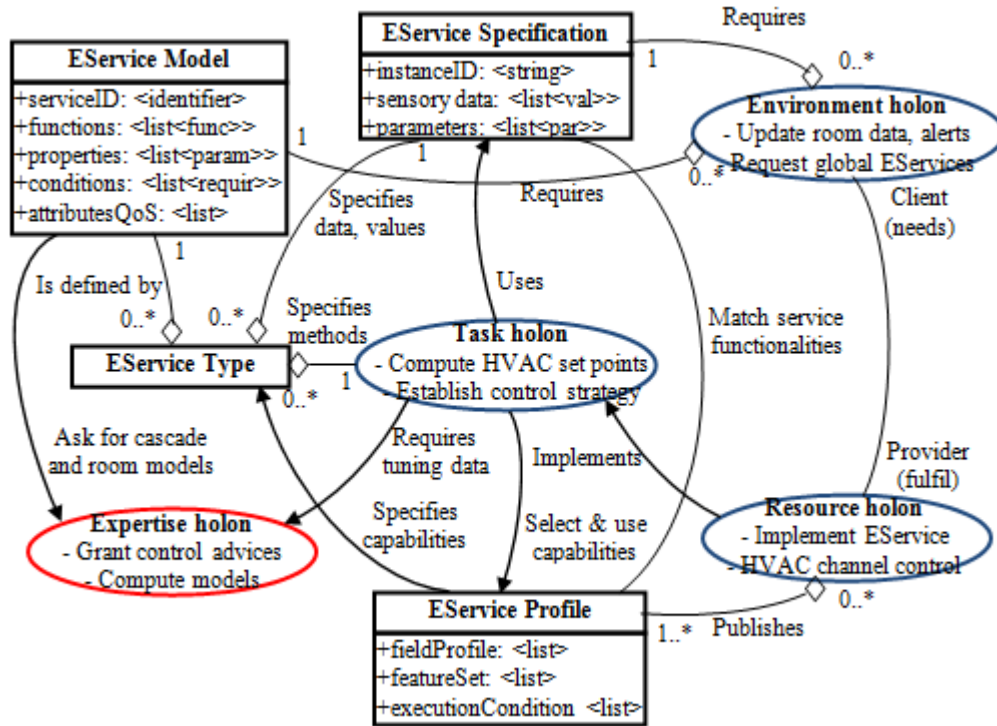 EService Specification
+instanceID: <string>
+sensory data: <list<val>>
+parameters: <list<par>>
Requires
1
0..*
EService Model
+serviceID: <identifier>
+functions: <list<func>>
+properties: <list<param>>
+conditions: <list<requir>>
+attributesQoS: <list>
Environment holon
- Update room data, alerts
- Request global EServices
1
0..*
Requires
1
Specifies
data, values
Client
(needs)
1
Is defined by
0..*
0..*
Specifies
methods
Uses
EService Type
0..*
1
Task holon
- Compute HVAC set points
- Establish control strategy
Match service
functionalities
Ask for cascade
and room models
Requires
tuning data
Implements
Provider
(fulfil)
Expertise holon
- Grant control advices
- Compute models
Specifies
capabilities
Select & use
capabilities
Resource holon
- Implement EService
- HVAC channel control
0..*
EService Profile
+fieldProfile: <list>
+featureSet: <list>
+executionCondition <list>
1..*
Publishes